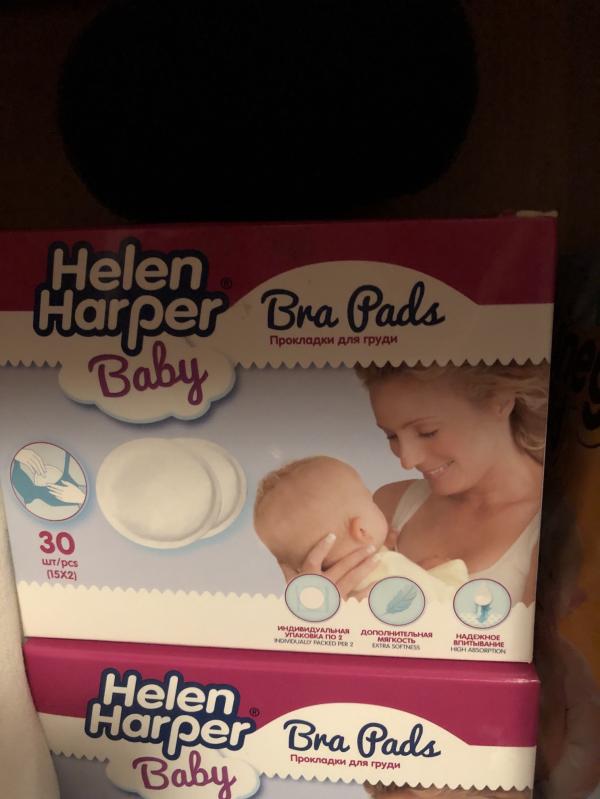 Helen
Harper®
Baby
Bra Pads
Прокладки для груди
30
шт/pcs
(15X2)
ИНДИВИДУАЛЬНАЯ
УПАКОВКА ПО 2
INDIVIDUALLY PACKED PER 2
ДОПОЛНИТЕЛЬНАЯ
МЯГКОСТЬ
EXTRA SOFTNESS
НАДЕЖНОЕ
ВПИТЫВАНИЕ
HIGH ABSORPTION
Helen
Harper®
Baby
Bra Pads
Прокладки для груди